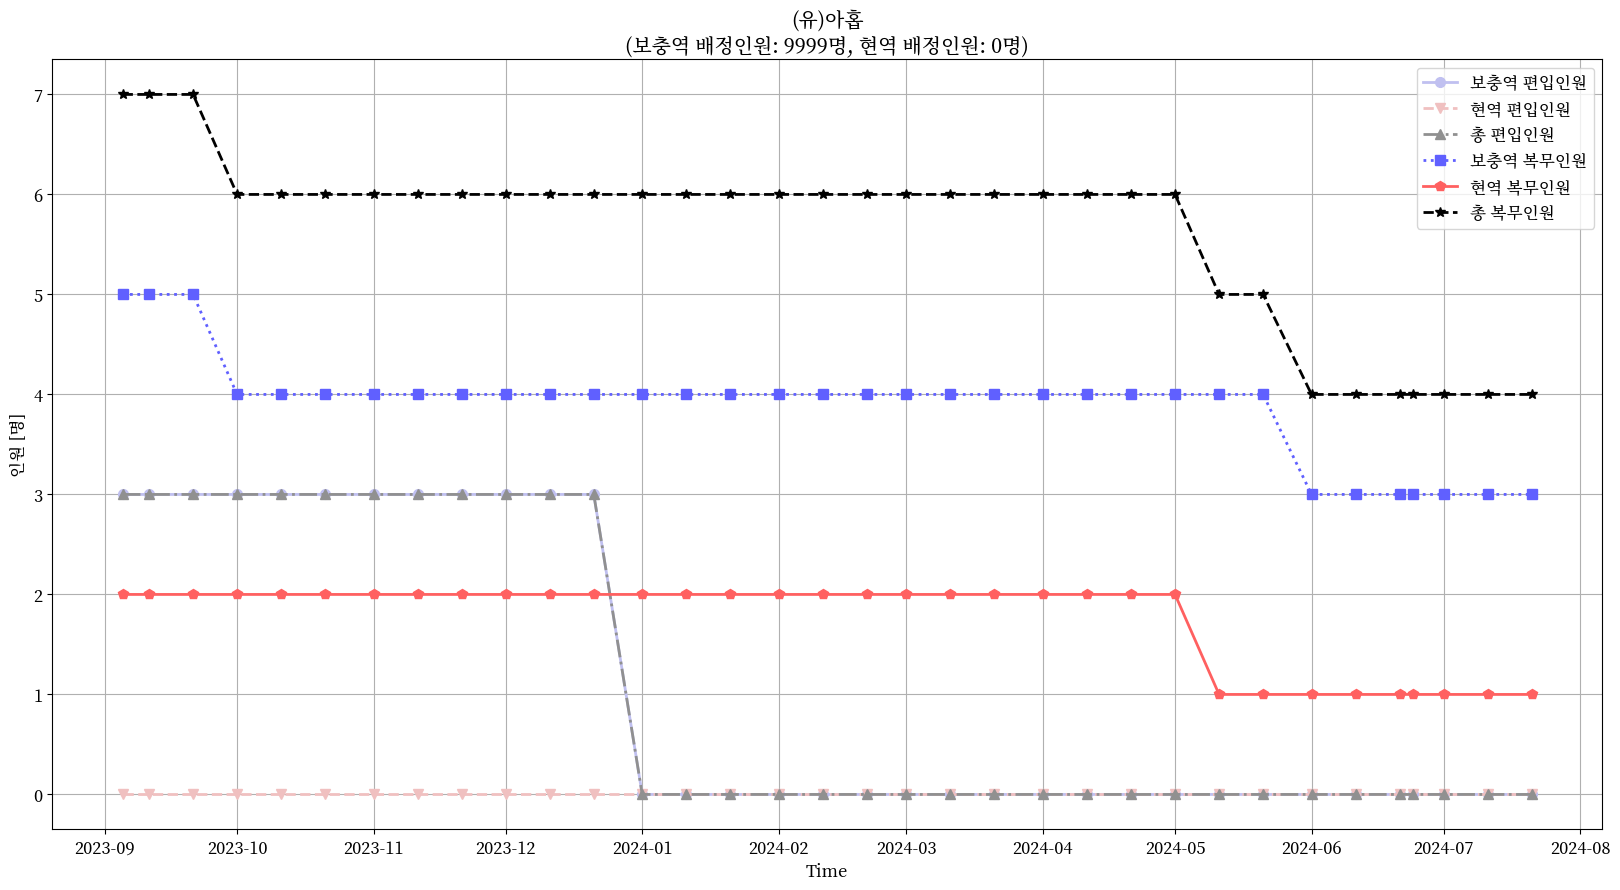 (유)아홉
(보충역 배정인원: 9999명, 현역 배정인원: 0명)
보충역 편입인원
현역 편입인원
총 편입인원
보충역 복무인원
현역 복무인원
총 복무인원
인원 [명]
7
6
5
4
3
2
1
0
2023-09
2023-10
2023-11
2023-12
2024-01
2024-02
2024-03
2024-04
2024-05
2024-06
2024-07
2024-08
Time